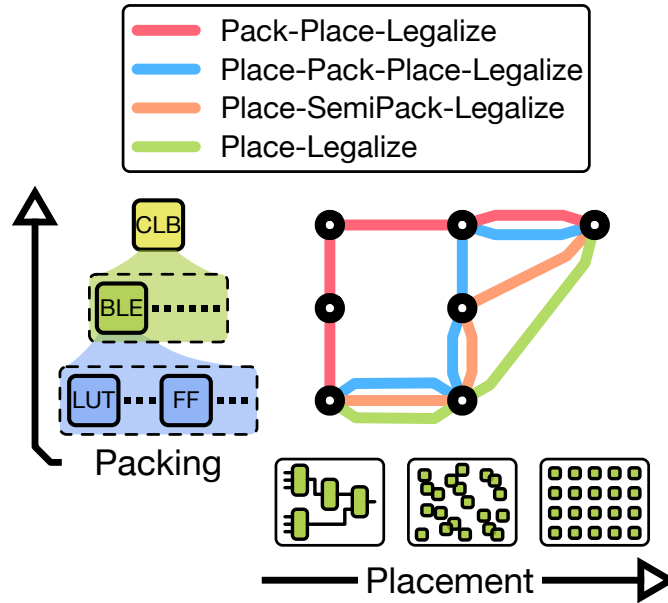 Pack-Place-Legalize
Place-Pack-Place-Legalize
Place-SemiPack-Legalize
Place-Legalize
CLB
BLE
LUT FF
Packing
Placement